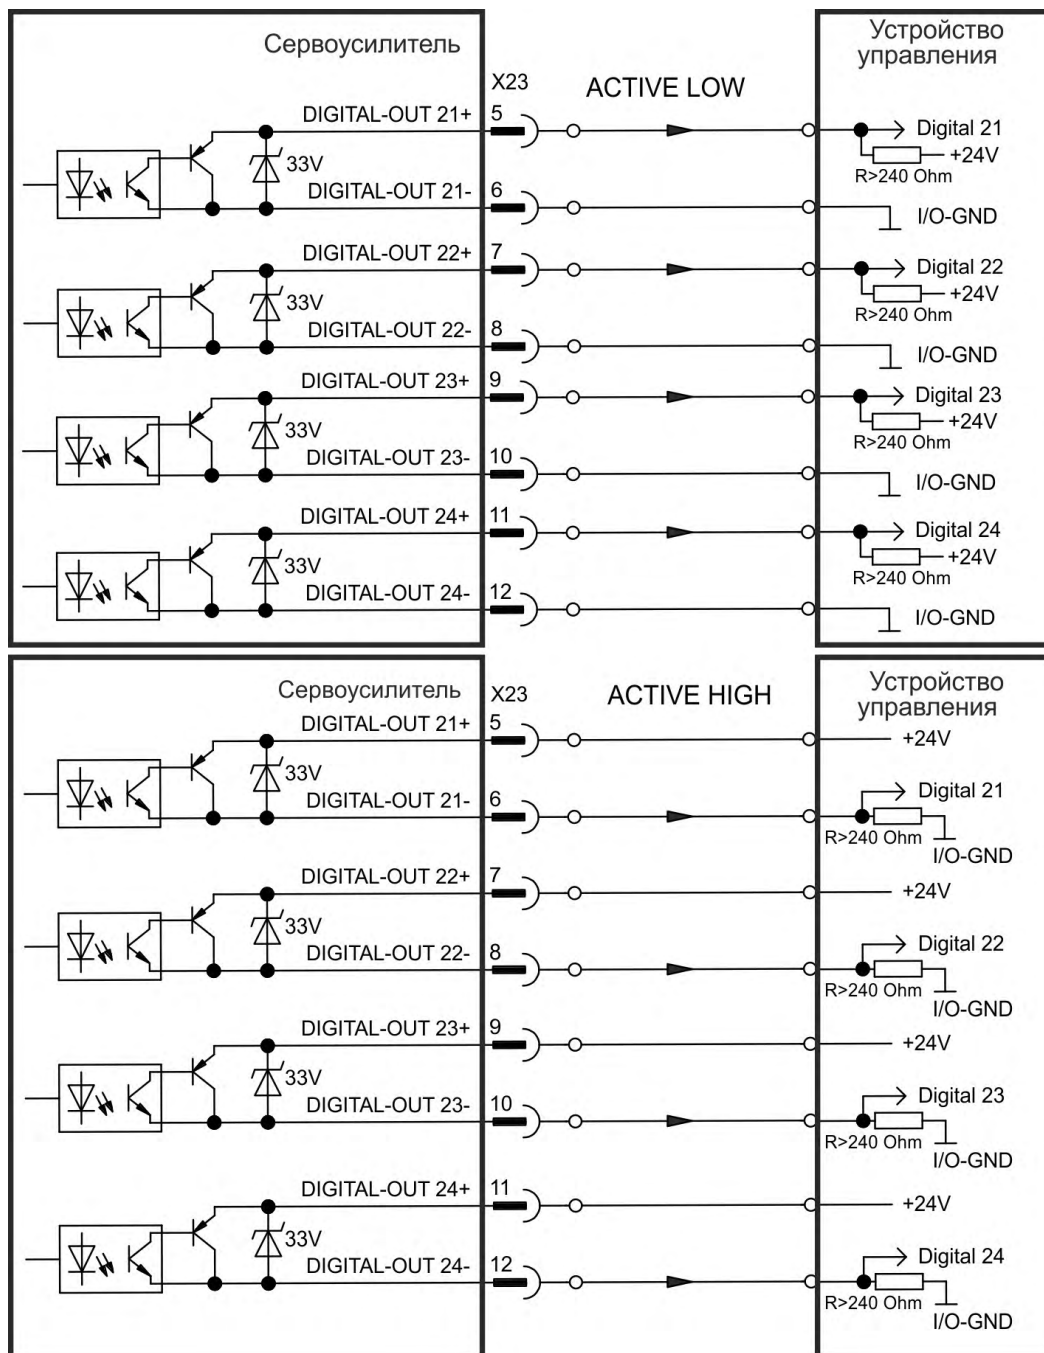 Сервоусилитель
X23
ACTIVE LOW
Устройство
управления
DIGITAL-OUT 21+
5
Digital 21
33V
+24V
R>240 Ohm
DIGITAL-OUT 21-
6
I/O-GND
DIGITAL-OUT 22+
7
Digital 22
33V
+24V
R>240 Ohm
DIGITAL-OUT 22-
8
I/O-GND
DIGITAL-OUT 23+
9
Digital 23
33V
+24V
R>240 Ohm
DIGITAL-OUT 23-
10
I/O-GND
DIGITAL-OUT 24+
11
Digital 24
33V
+24V
R>240 Ohm
DIGITAL-OUT 24-
12
I/O-GND
Сервоусилитель
X23
ACTIVE HIGH
Устройство
управления
DIGITAL-OUT 21+
5
+24V
33V
DIGITAL-OUT 21-
6
Digital 21
R>240 Ohm
I/O-GND
DIGITAL-OUT 22+
7
+24V
33V
DIGITAL-OUT 22-
8
Digital 22
R>240 Ohm
I/O-GND
DIGITAL-OUT 23+
9
+24V
33V
DIGITAL-OUT 23-
10
Digital 23
R>240 Ohm
I/O-GND
DIGITAL-OUT 24+
11
+24V
33V
DIGITAL-OUT 24-
12
Digital 24
R>240 Ohm
I/O-GND